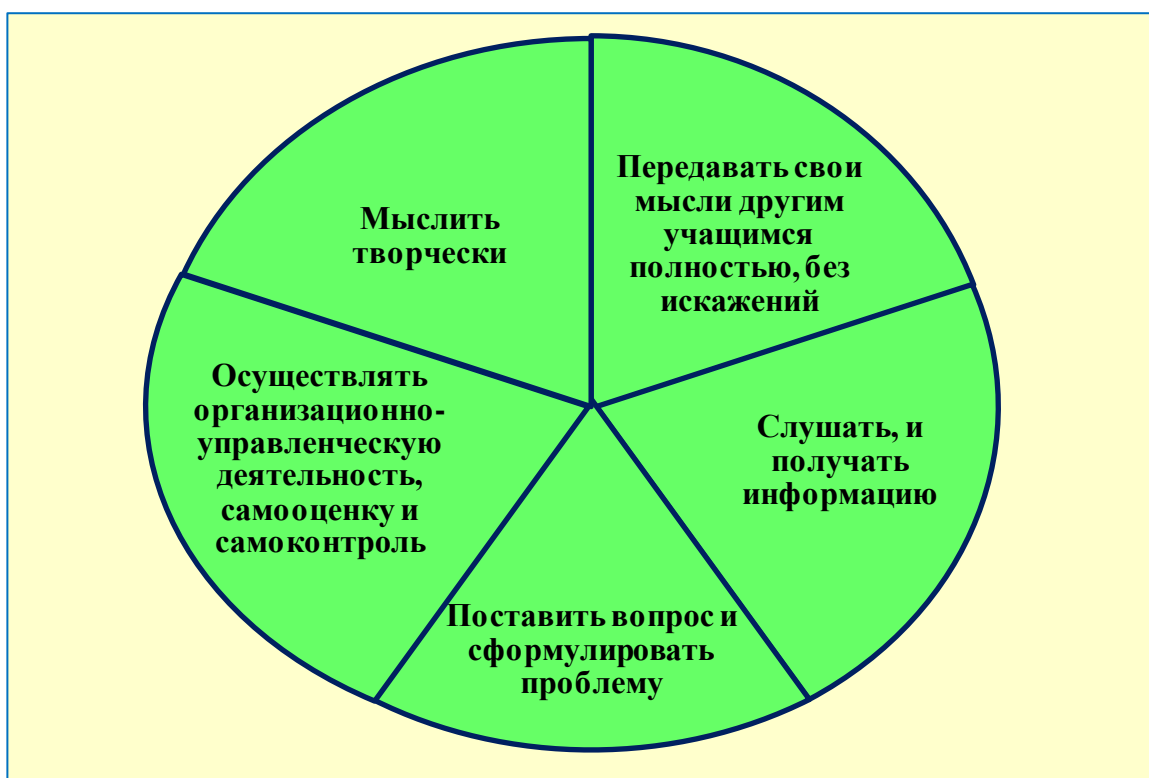 Передавать свои
мысли другим
учащимся
полностью, без
искажений
Слушать, и
получать
информацию
Поставить вопрос и
сформулировать
проблему
Осуществлять
организационно-
управленческую
деятельность,
самооценку и
самоконтроль
Мыслить
творчески